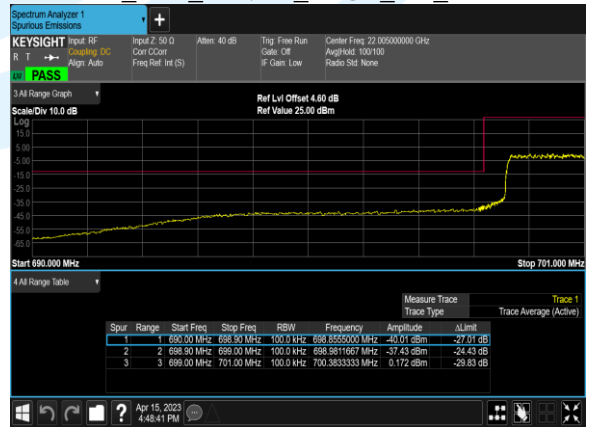 Spectrum Analyzer 1
Spurious Emissions
KEYSIGHT Input: RF Input Z: 50 Ω Atten: 40 dB Trig: Free Run Center Freq: 22.005000000 GHz
R T Coupling: DC Corr CCorr Gate: Off Avg|Hold: 100/100
Align: Auto Freq Ref: Int (S) IF Gain: Low Radio Std: None
PASS
3 All Range Graph
Ref Lvl Offset 4.60 dB
Scale/Div 10.0 dB Ref Value 25.00 dBm
Log
15.0
5.00
-5.00
-15.0
-25.0
-35.0
-45.0
-55.0
-65.0
Start 690.000 MHz Stop 701.000 MHz
4 All Range Table
Measure Trace Trace 1
Trace Type Trace Average (Active)
Spur Range Start Freq Stop Freq RBW Frequency Amplitude ΔLimit
1 1 690.00 MHz 698.90 MHz 100.0 kHz 698.8555000 MHz -40.01 dBm -27.01 dB
2 2 698.90 MHz 699.00 MHz 100.0 kHz 698.9811667 MHz -37.43 dBm -24.43 dB
3 3 699.00 MHz 701.00 MHz 100.0 kHz 700.3833333 MHz 0.172 dBm -29.83 dB
?
Apr 15, 2023
4:48:41 PM